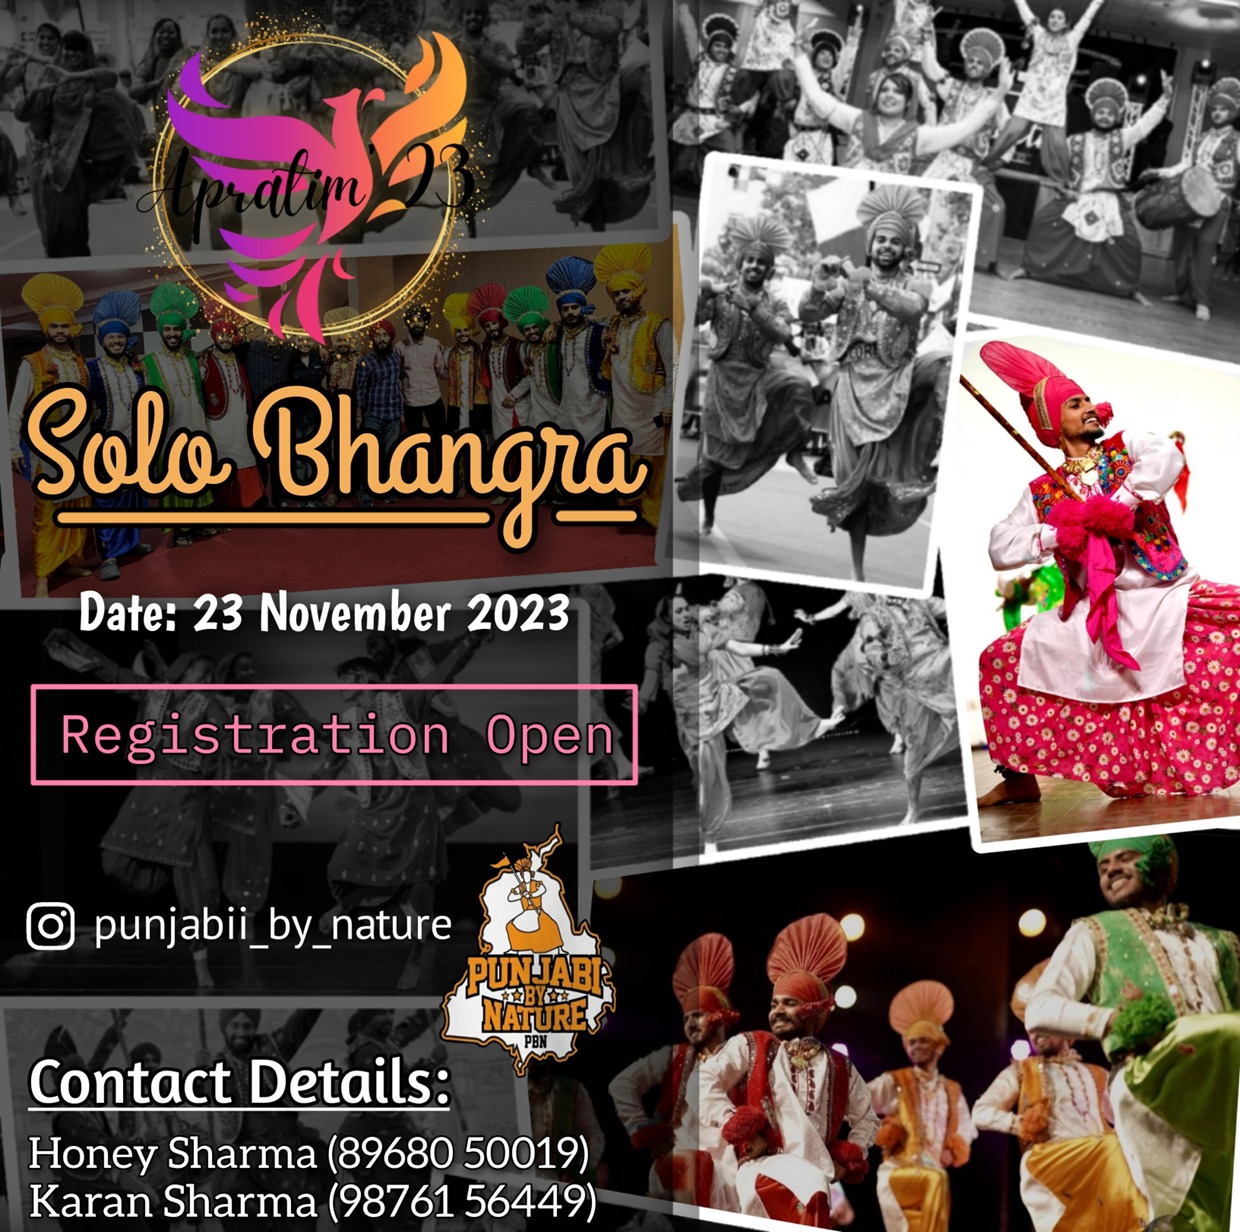 Apratim '23
Solo Bhangra
Date: 23 November 2023
Registration Open
punjabii_by_nature
PUNJABI
BY
NATURE
PBN
Contact Details:
Honey Sharma (89680 50019)
Karan Sharma (98761 56449)